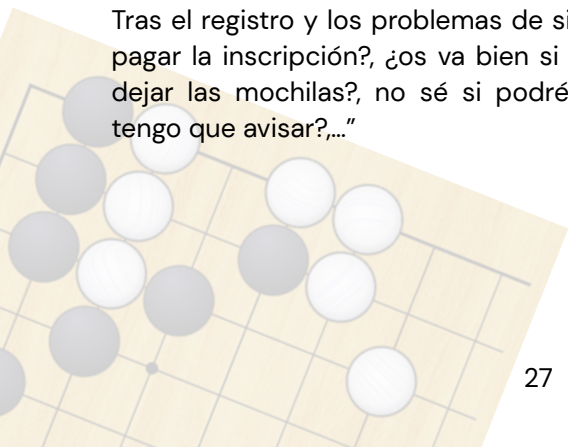 Tras el registro y los problemas de si
pagar la inscripción?, ¿os va bien si
dejar las mochilas?, no sé si podré
tengo que avisar?,…”
27